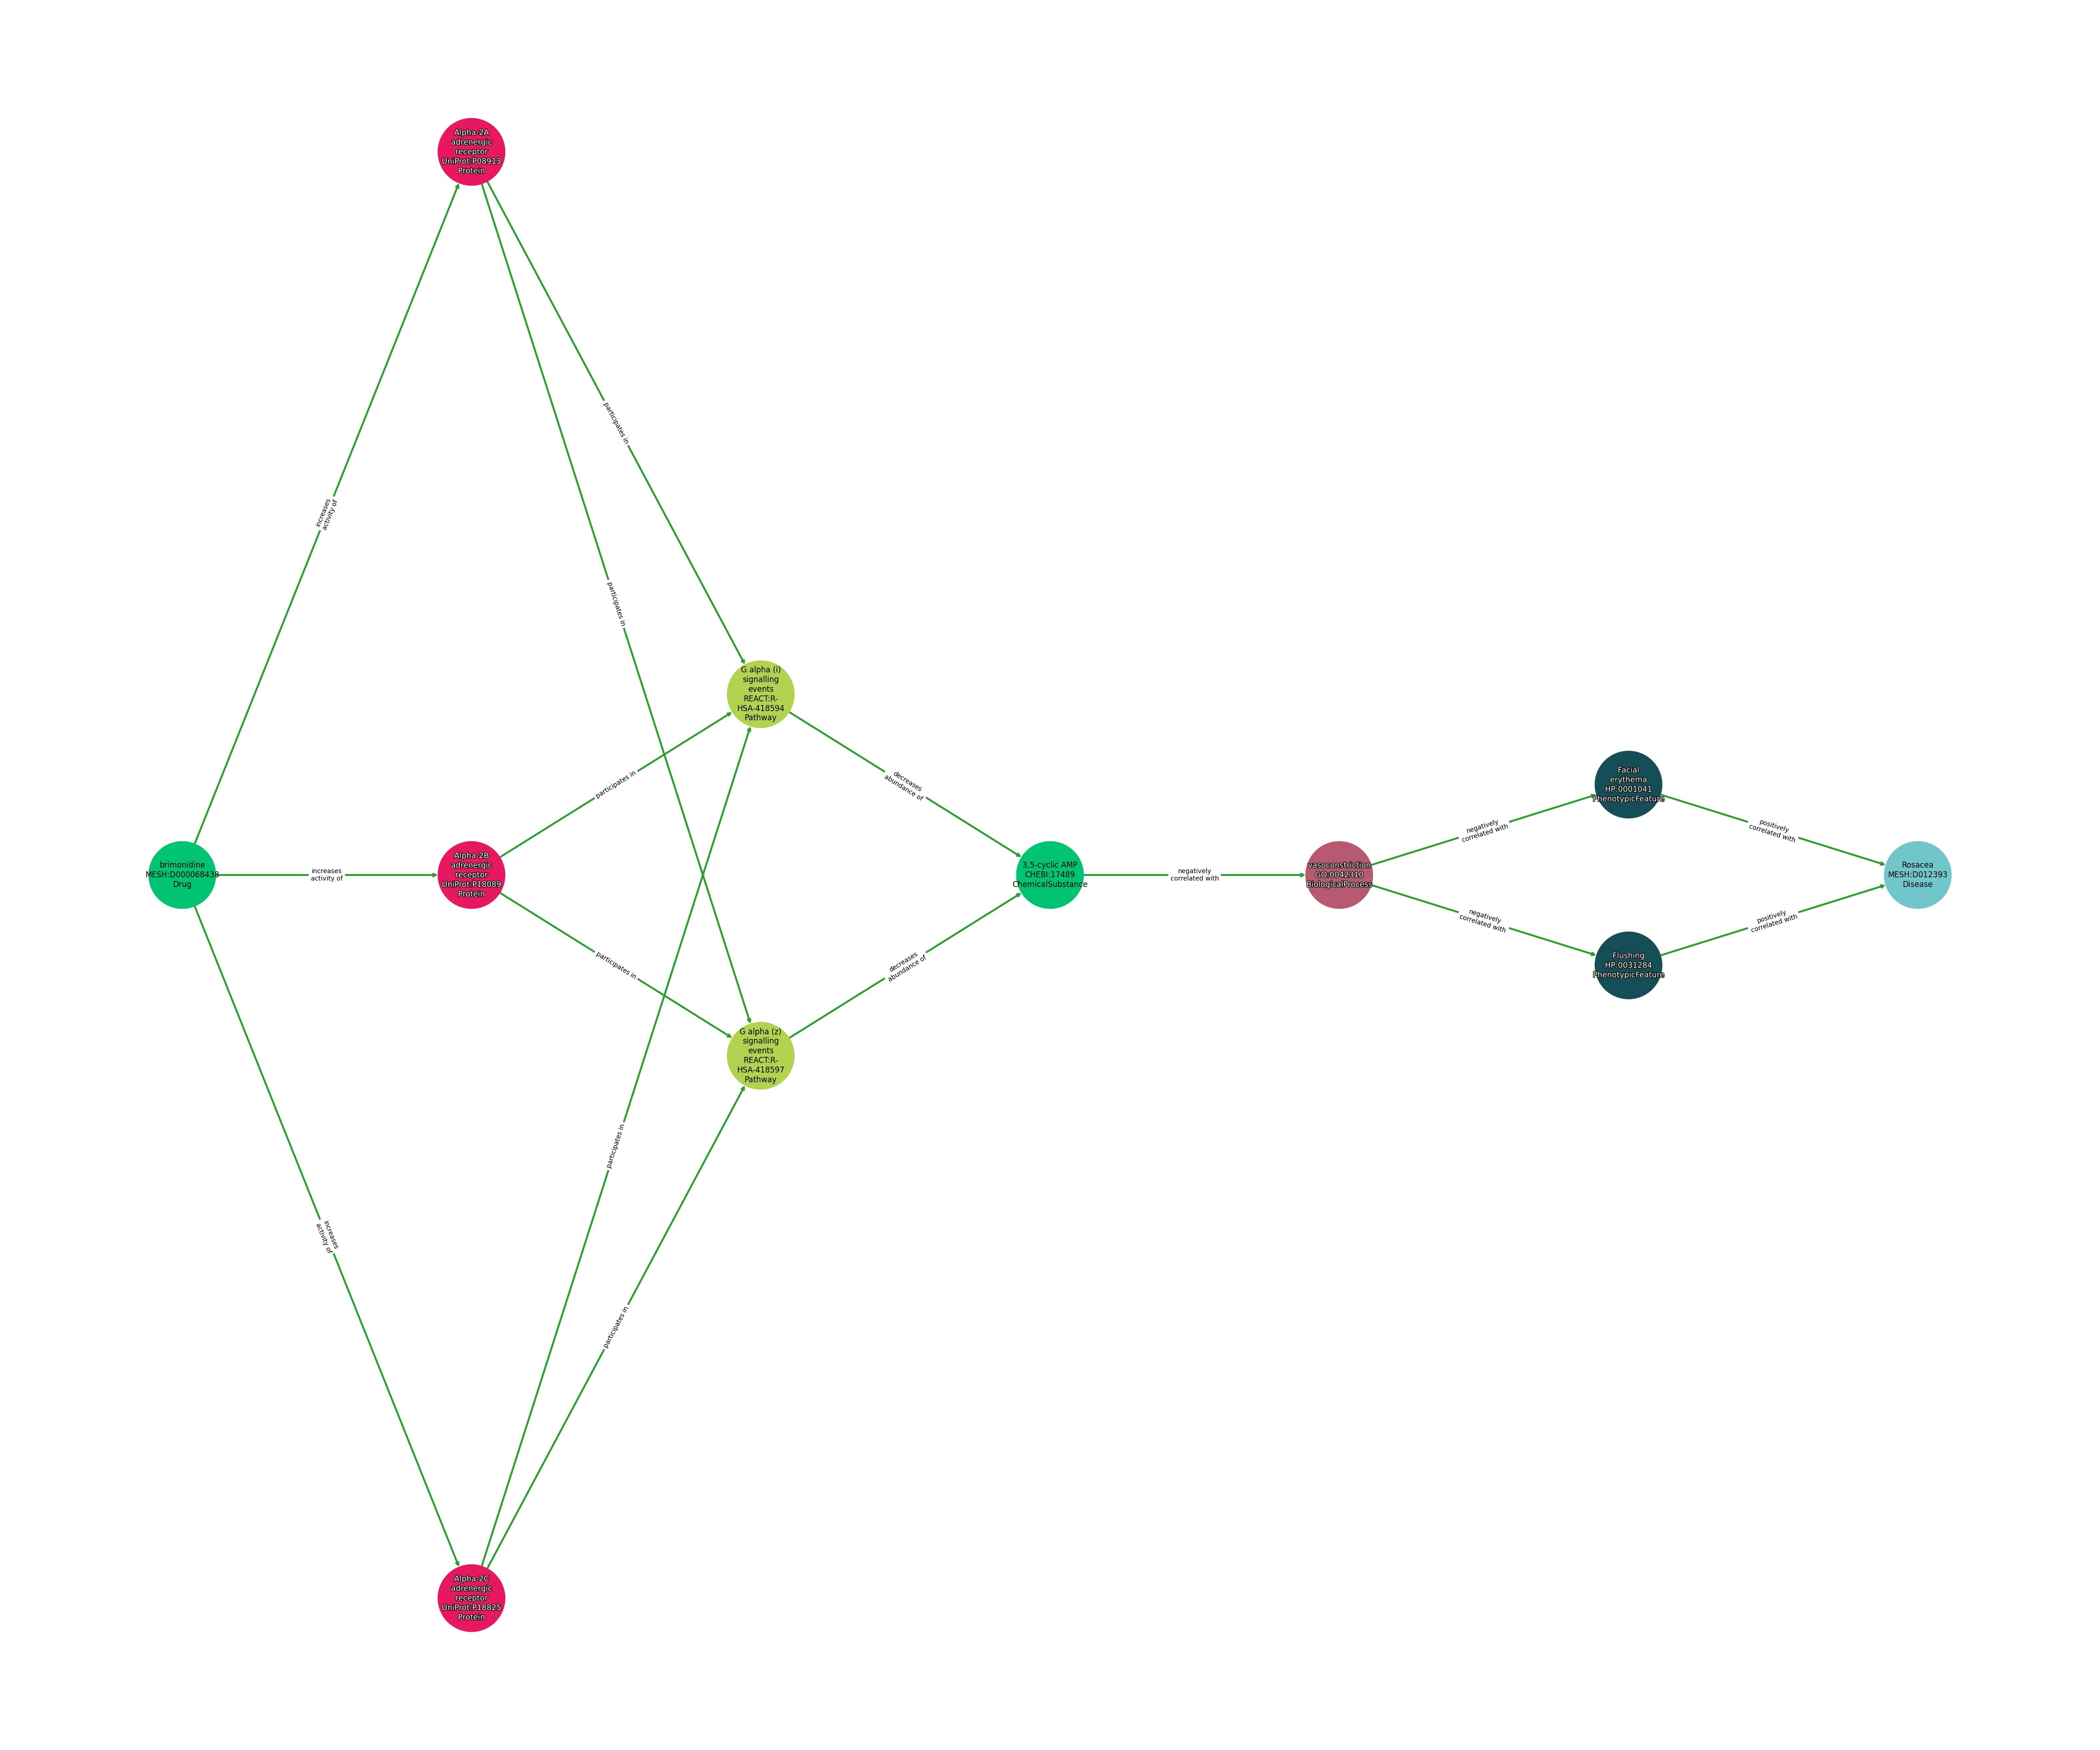 Alpha-2A
adrenergic
receptor
UniProt:P08913
Protein
participates in
increases
activity of
participates in
G alpha (i)
signalling
events
REACT:R-
HSA-418594
Pathway
participates in
decreases
abundance of
Facial
erythema
HP:0001041
PhenotypicFeature
negatively
correlated with
positively
correlated with
brimonidine
MESH:D000068438
Drug
increases
activity of
Alpha-2B
adrenergic
receptor
UniProt:P18089
Protein
3,5-cyclic AMP
CHEBI:17489
ChemicalSubstance
negatively
correlated with
vasoconstriction
GO:0042310
BiologicalProcess
Rosacea
MESH:D012393
Disease
negatively
correlated with
positively
correlated with
participates in
decreases
abundance of
Flushing
HP:0031284
PhenotypicFeature
G alpha (z)
signalling
events
REACT:R-
HSA-418597
Pathway
participates in
increases
activity of
participates in
Alpha-2C
adrenergic
receptor
UniProt:P18825
Protein